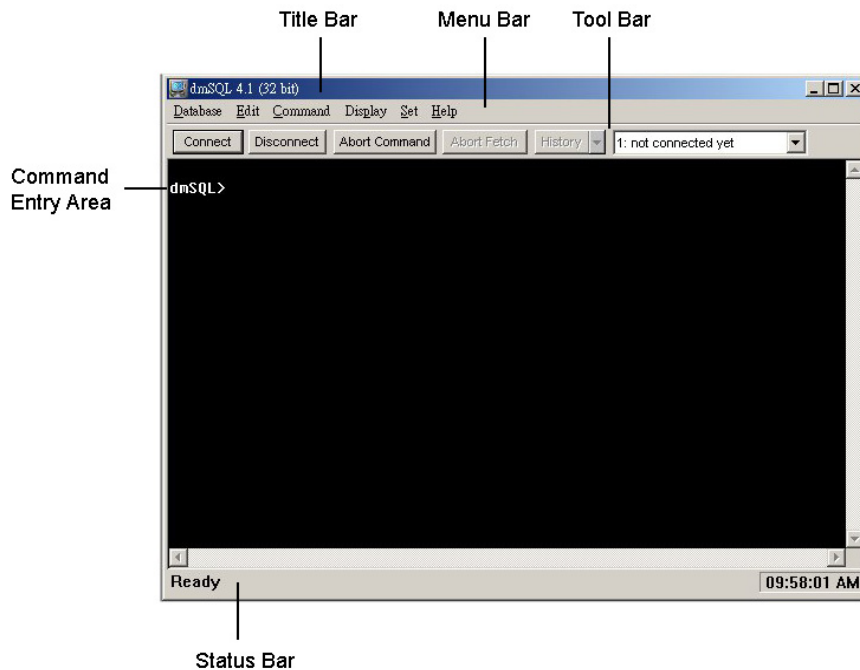 Title Bar Menu Bar Tool Bar
dmSQL 4.1 (32 bit)
Database Edit Command Display Set Help
Connect Disconnect Abort Command Abort Fetch History 1: not connected yet
Command
Entry Area
dmSQL>
Ready 09:58:01 AM
Status Bar